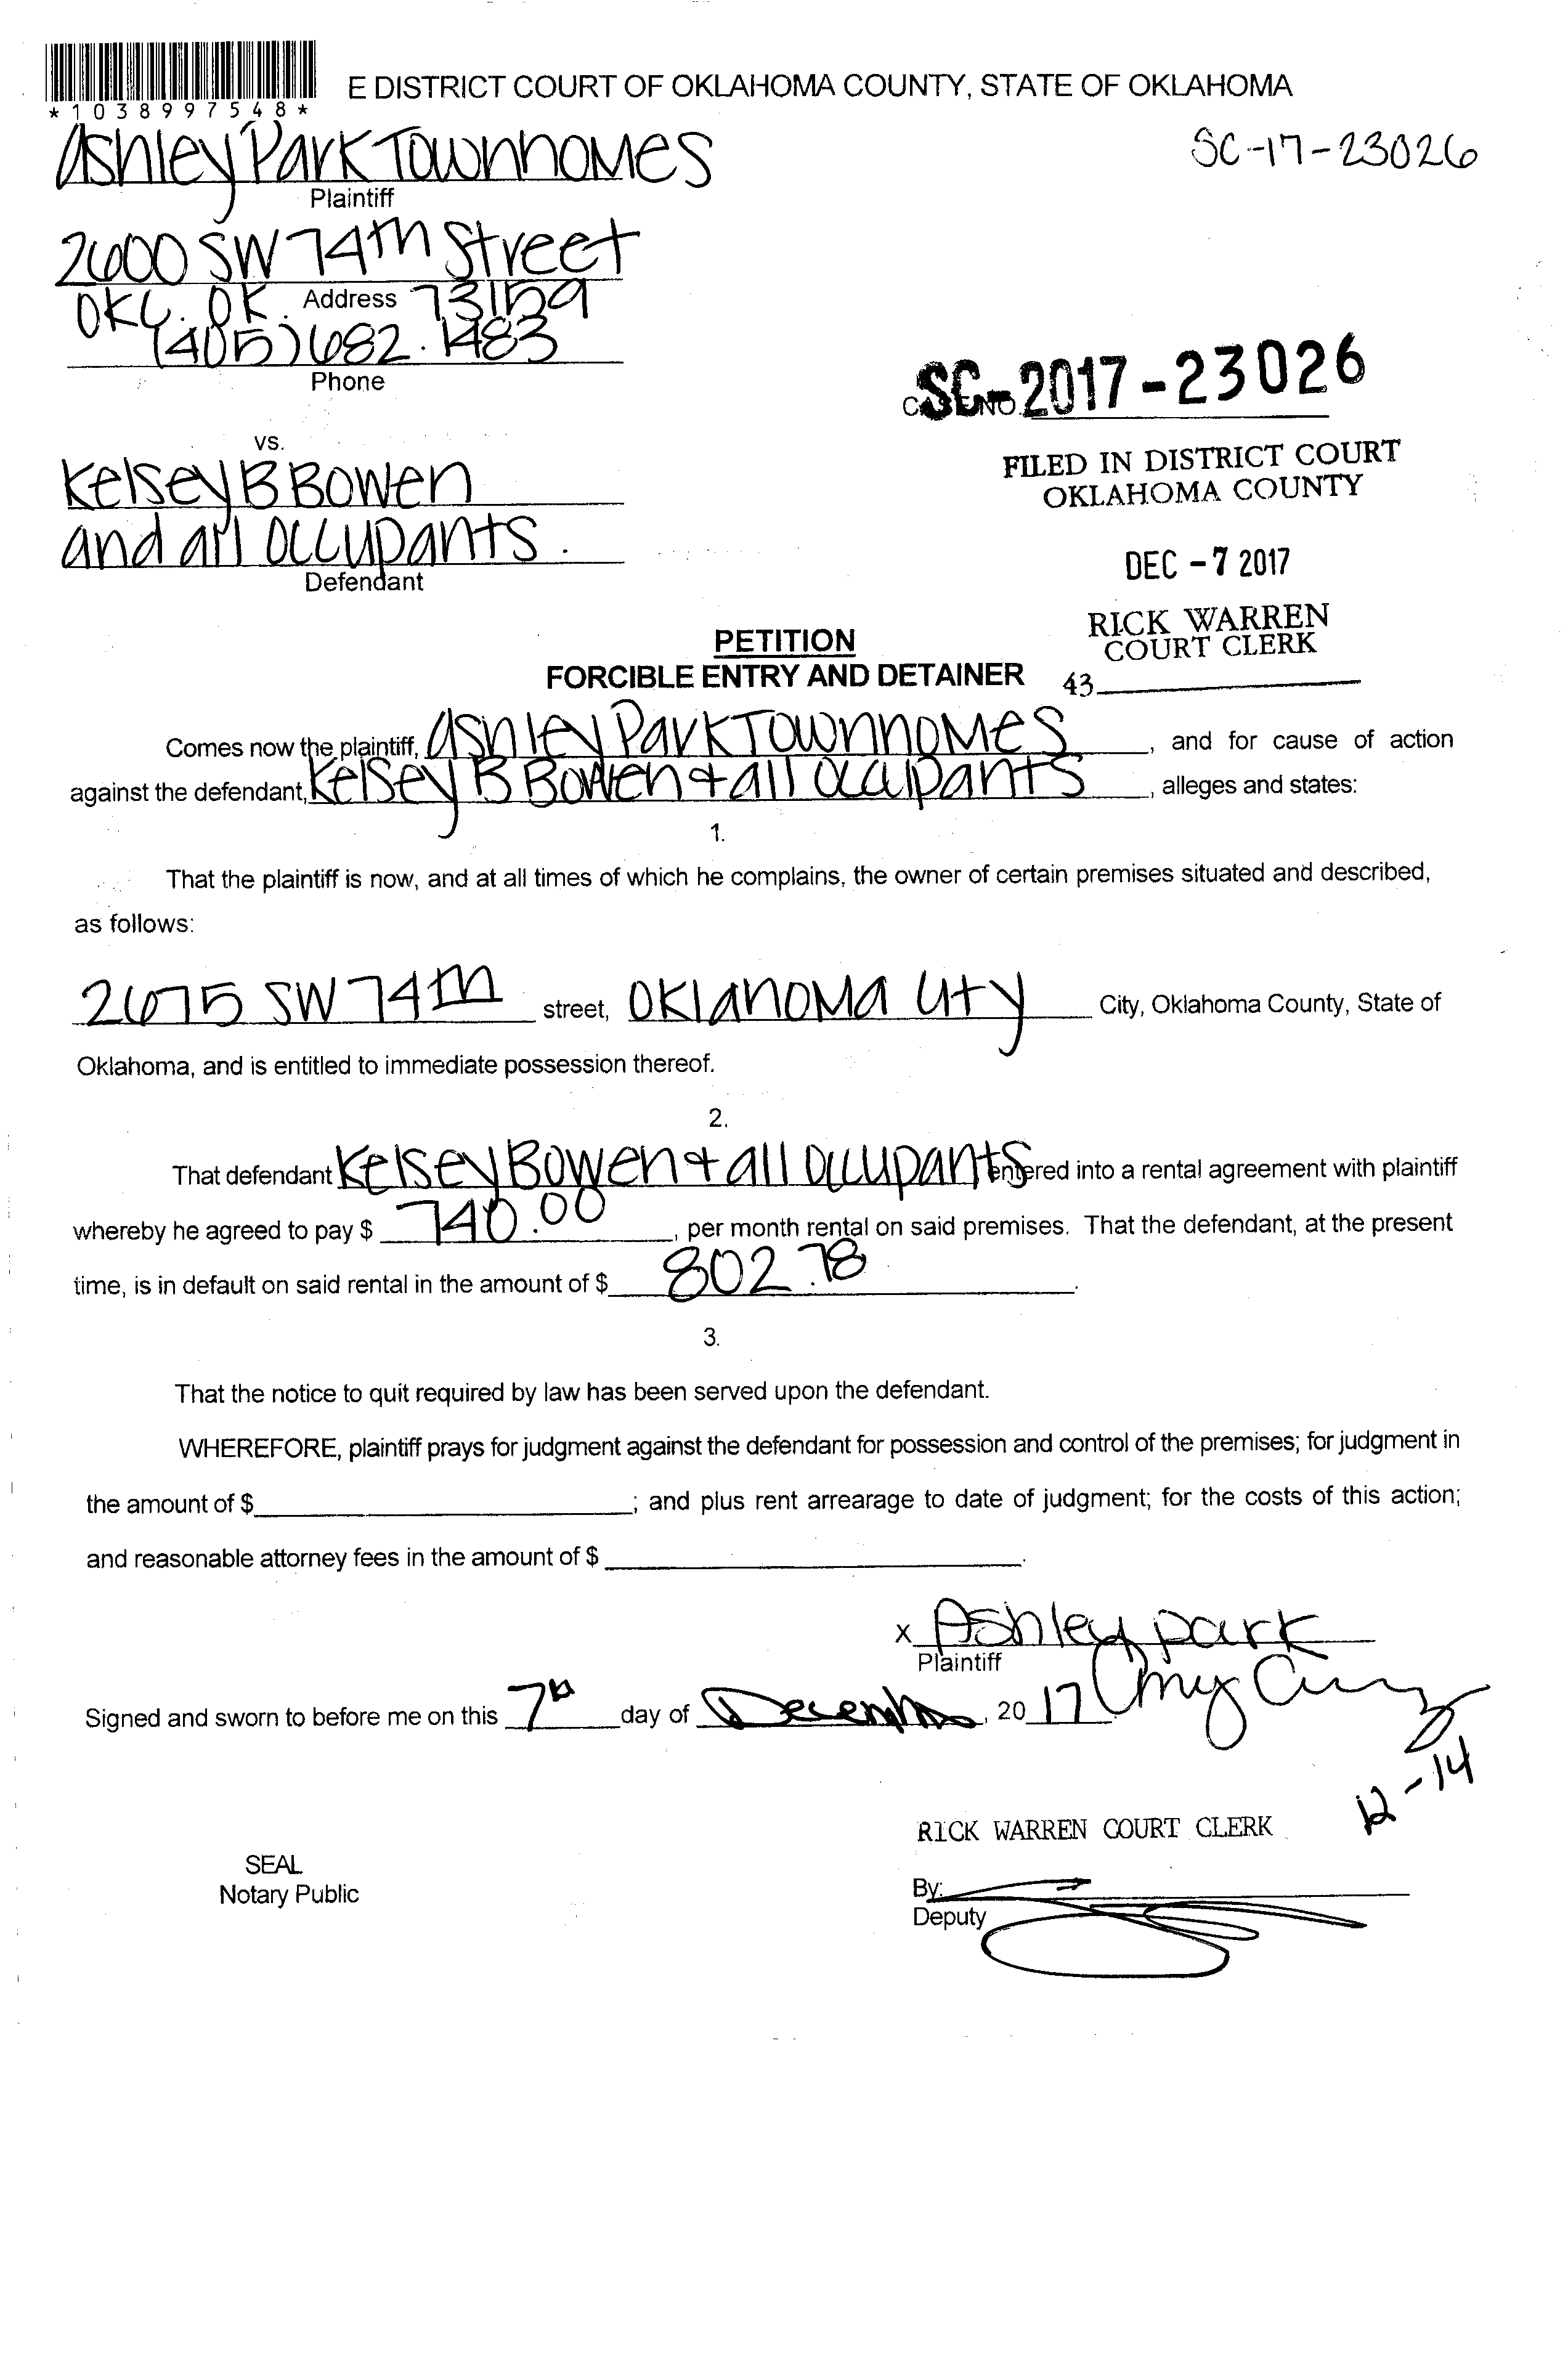 *1038997548*
E DISTRICT COURT OF OKLAHOMA COUNTY, STATE OF OKLAHOMA
Ashley Park Townhomes
SC-17-23026
Plaintiff
2600 SW 74th Street
Address
OKC. OK. 73159
(405) 682.1483
Phone
SC-2017-23026
vs.
Kelsey B Bowen
and all occupants.
Defendant
FILED IN DISTRICT COURT
OKLAHOMA COUNTY
DEC -7 2017
RICK WARREN
COURT CLERK
43
PETITION
FORCIBLE ENTRY AND DETAINER
Comes now the plaintiff, Ashley Park Townhomes, and for cause of action
against the defendant, Kelsey B Bowen + all occupants, alleges and states:
1.
That the plaintiff is now, and at all times of which he complains, the owner of certain premises situated and described,
as follows:
2675 SW 74th street, Oklahoma City City, Oklahoma County, State of
Oklahoma, and is entitled to immediate possession thereof.
2.
That defendant Kelsey Bowen + all occupants entered into a rental agreement with plaintiff
whereby he agreed to pay $ 740.00, per month rental on said premises. That the defendant, at the present
time, is in default on said rental in the amount of $ 802.78.
3.
That the notice to quit required by law has been served upon the defendant.
WHEREFORE, plaintiff prays for judgment against the defendant for possession and control of the premises; for judgment in
the amount of $ ; and plus rent arrearage to date of judgment; for the costs of this action;
and reasonable attorney fees in the amount of $ .
x Ashley park
Plaintiff
Signed and sworn to before me on this 7th day of December, 2017
12-14
RICK WARREN COURT CLERK
SEAL
Notary Public
By:
Deputy